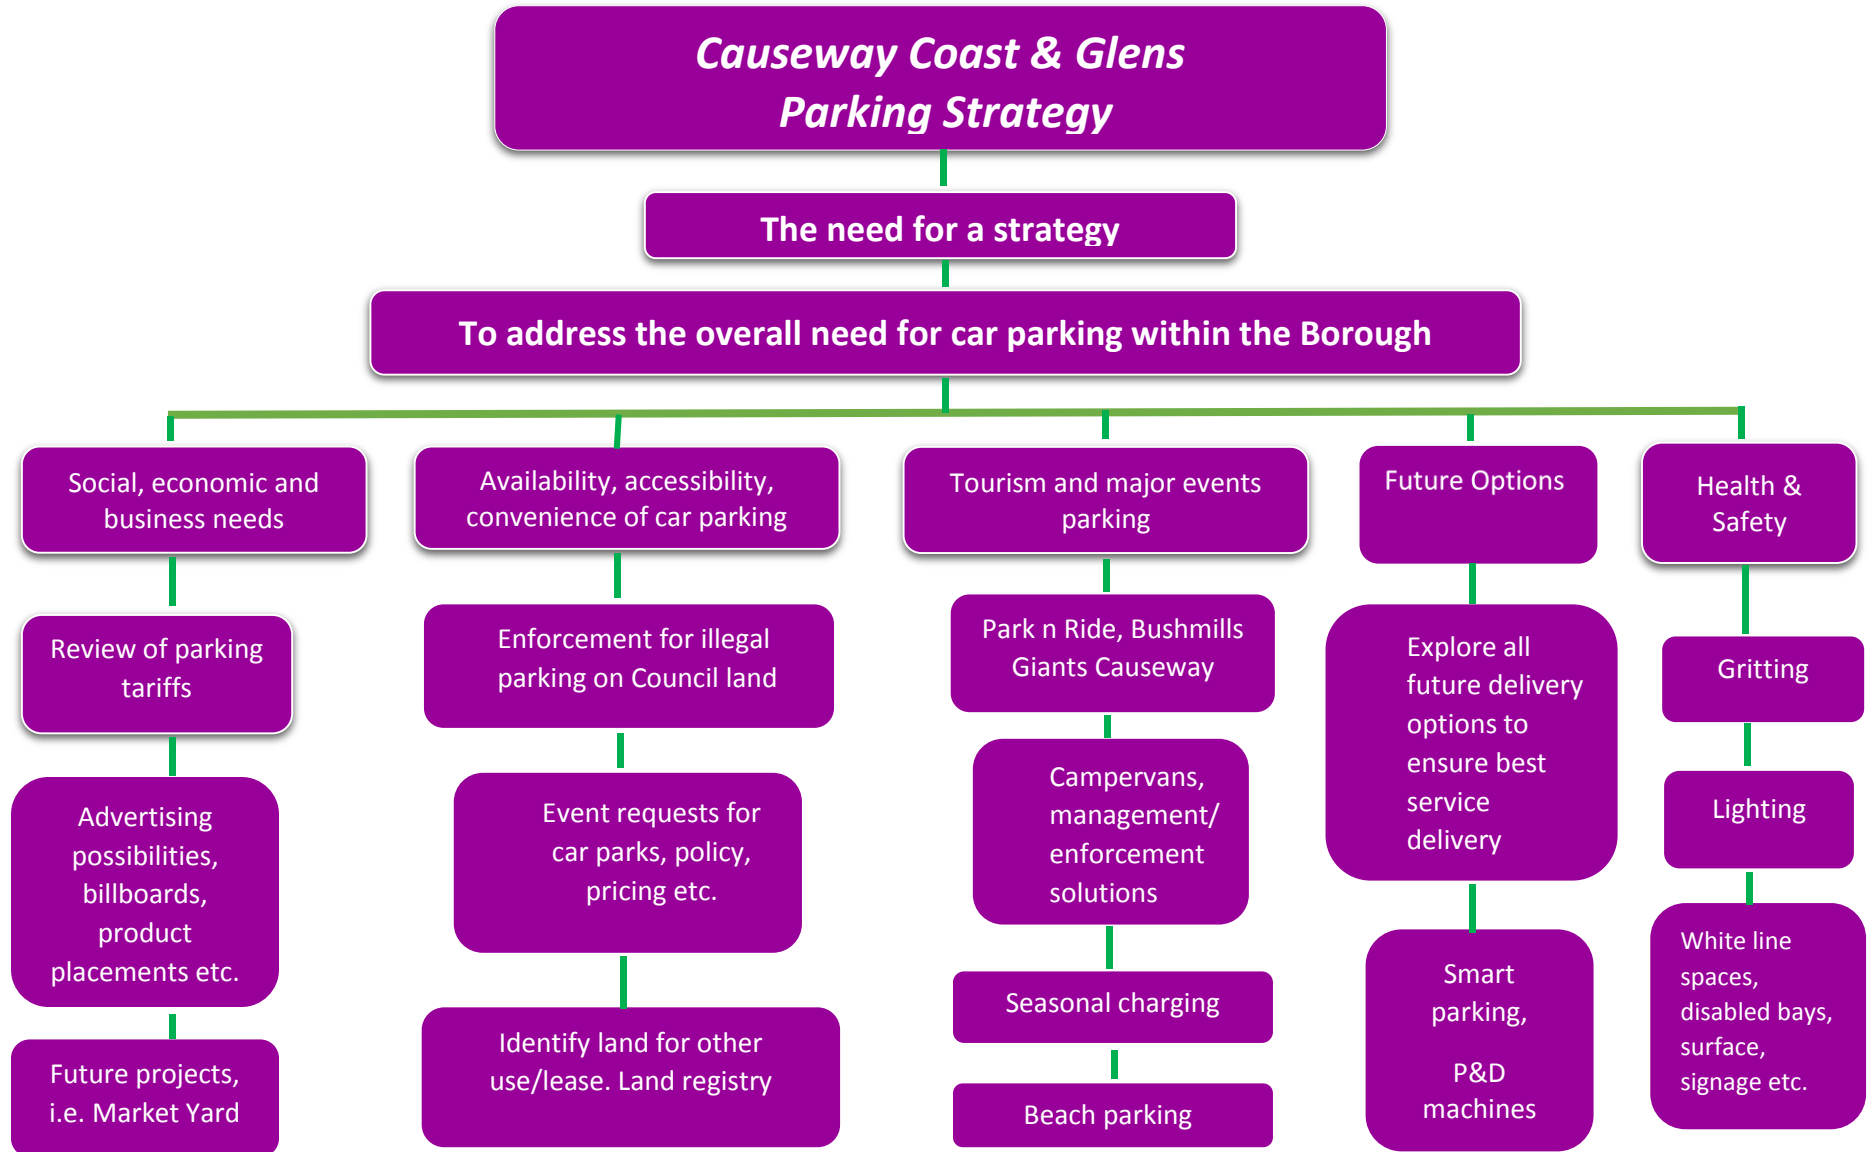 Causeway Coast & Glens
Parking Strategy
The need for a strategy
To address the overall need for car parking within the Borough
Social, economic and
business needs
Review of parking
tariffs
Advertising
possibilities,
billboards,
product
placements etc.
Future projects,
i.e. Market Yard
Availability, accessibility,
convenience of car parking
Enforcement for illegal
parking on Council land
Event requests for
car parks, policy,
pricing etc.
Identify land for other
use/lease. Land registry
Tourism and major events
parking
Park n Ride, Bushmills
Giants Causeway
Campervans,
management/
enforcement
solutions
Seasonal charging
Beach parking
Future Options
Explore all
future delivery
options to
ensure best
service
delivery
Smart
parking,
P&D
machines
Health &
Safety
Gritting
Lighting
White line
spaces,
disabled bays,
surface,
signage etc.